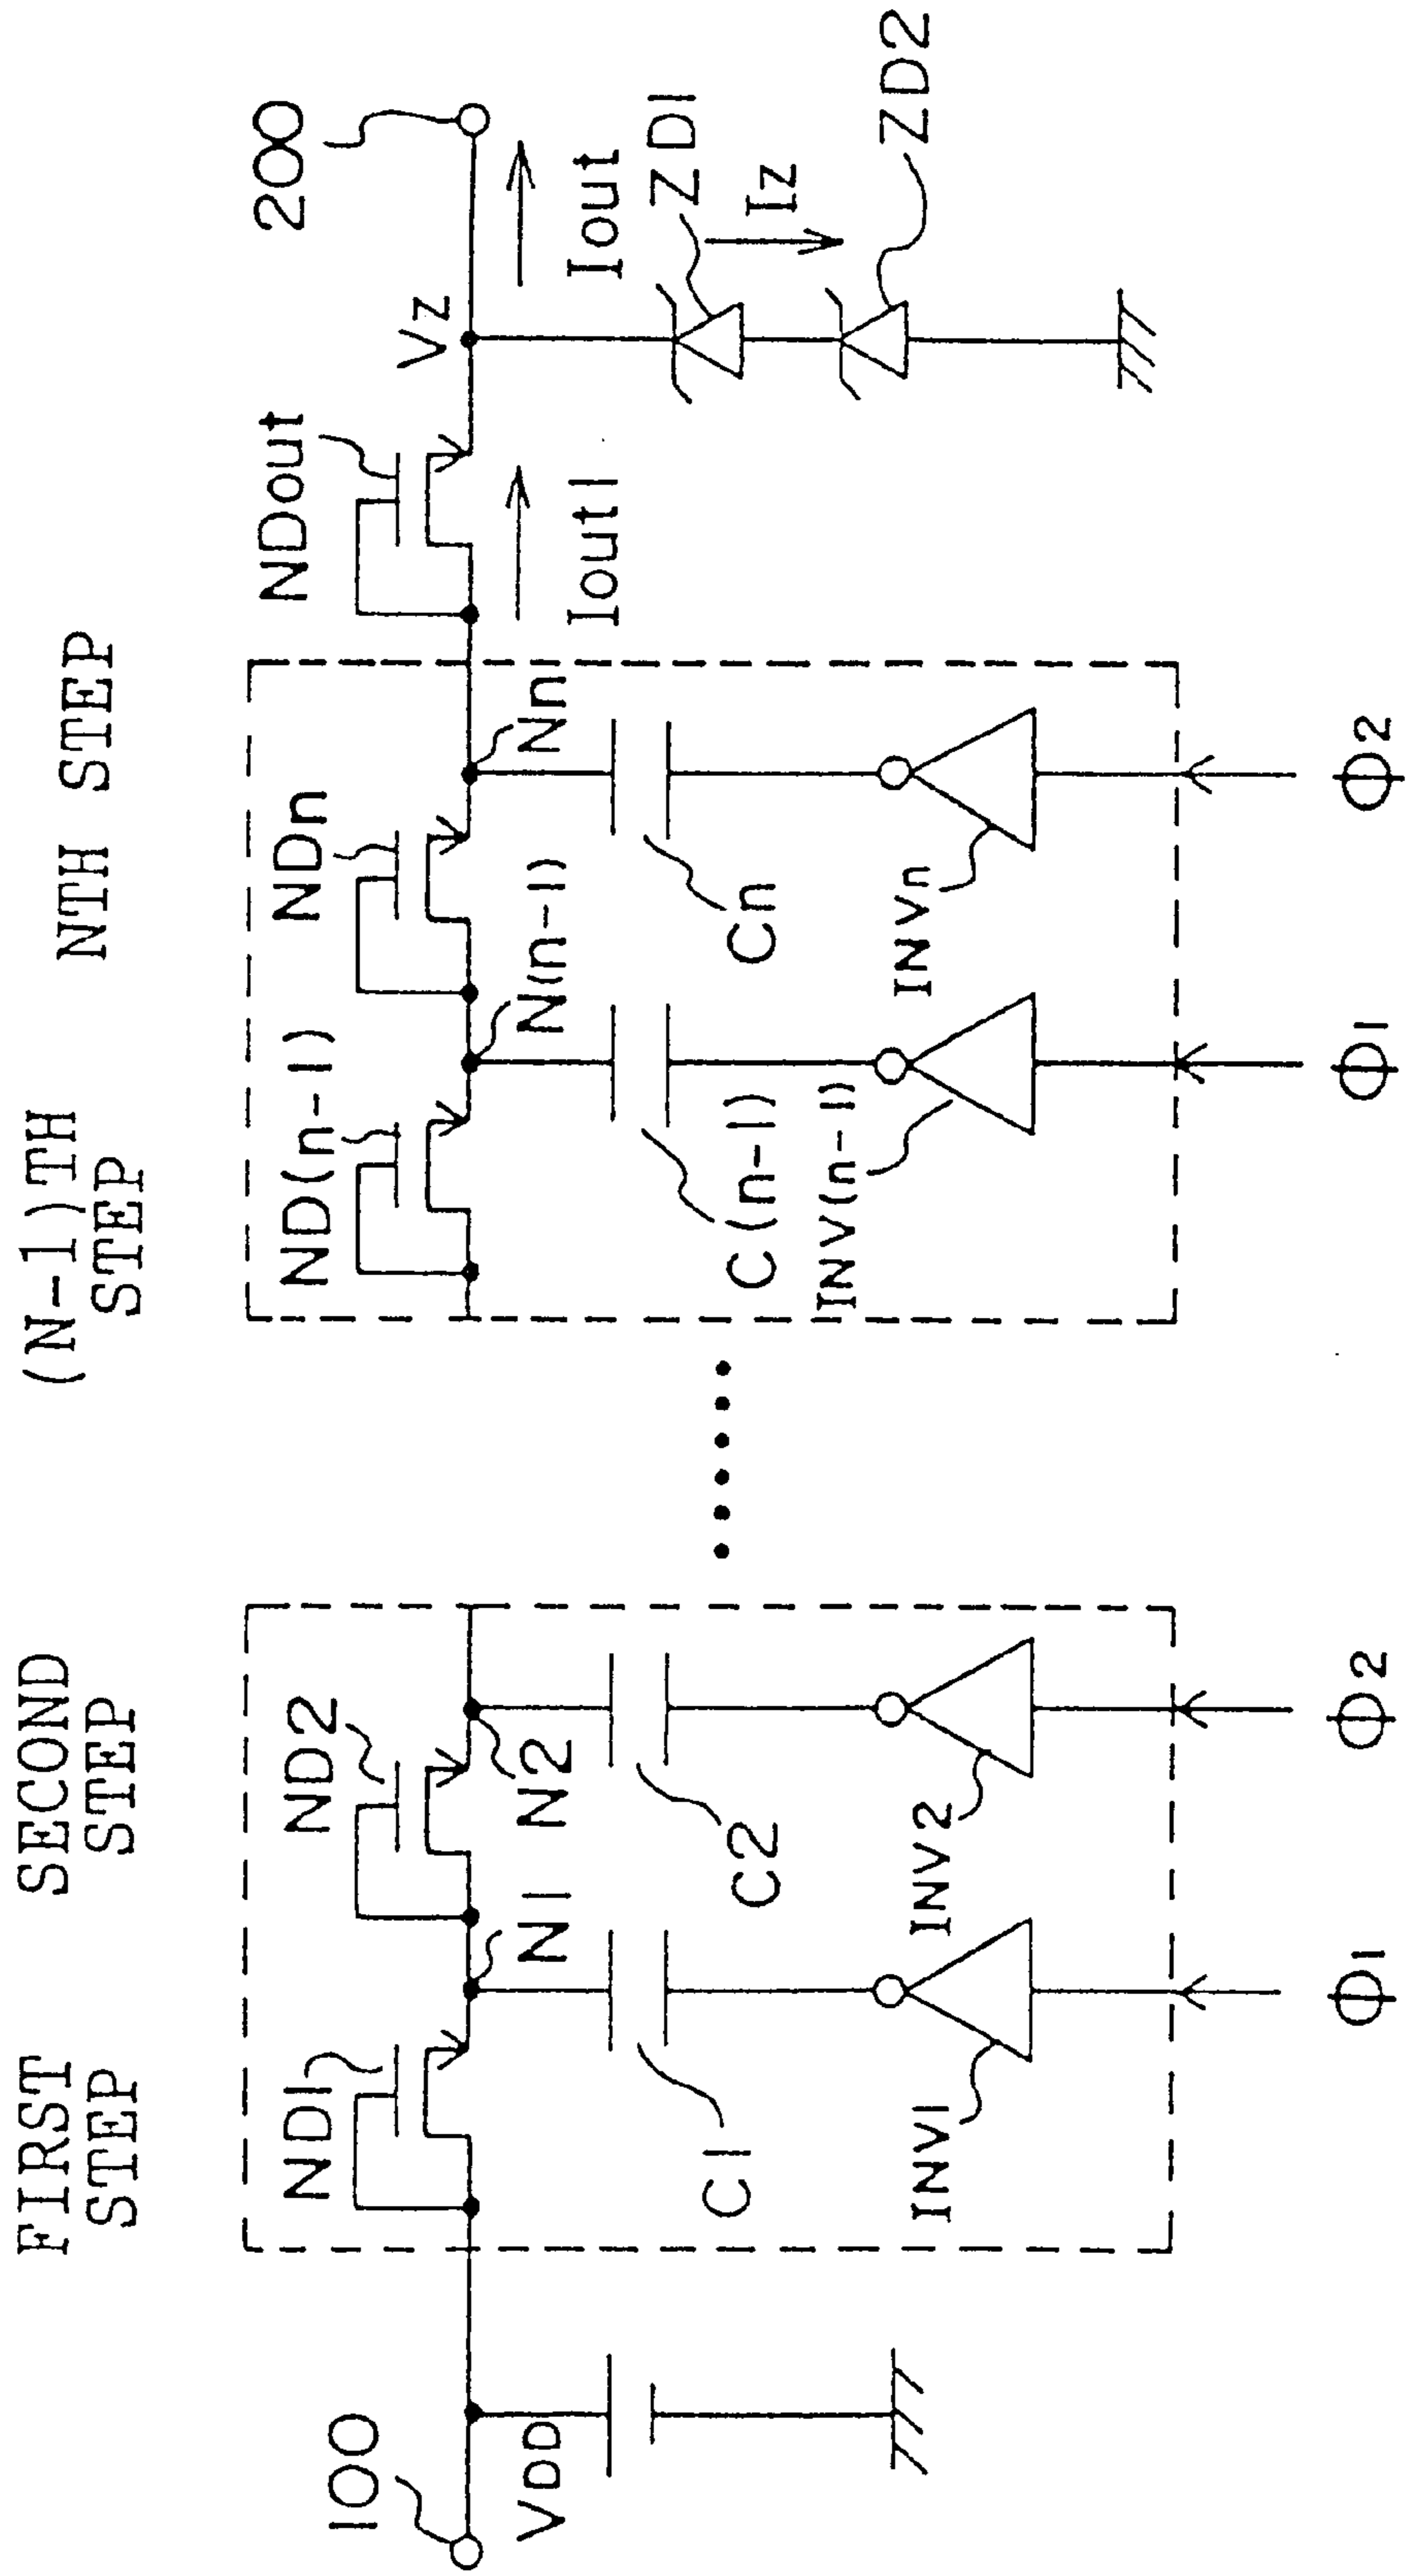 FIRST STEP
SECOND STEP
(N-1)TH STEP
NTH STEP
100
VDD
ND1
N1
C1
INV1
Φ1
ND2
N2
C2
INV2
Φ2
ND(n-1)
N(n-1)
C(n-1)
INV(n-1)
Φ1
NDn
Nn
Cn
INVn
Φ2
NDout
Iout1
Vz
200
Iout
ZD1
Iz
ZD2